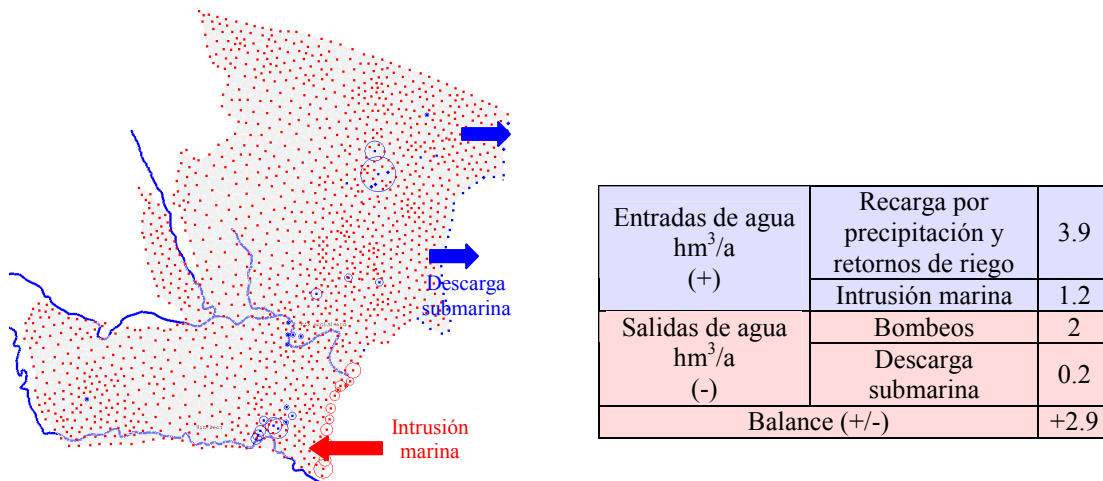 Descarga
submarina
Intrusión
marina
Entradas de agua
hm³/a
(+)
Recarga por
precipitación y
retornos de riego
3.9
Intrusión marina
1.2
Salidas de agua
hm³/a
(-)
Bombeos
2
Descarga
submarina
0.2
Balance (+/-)
+2.9